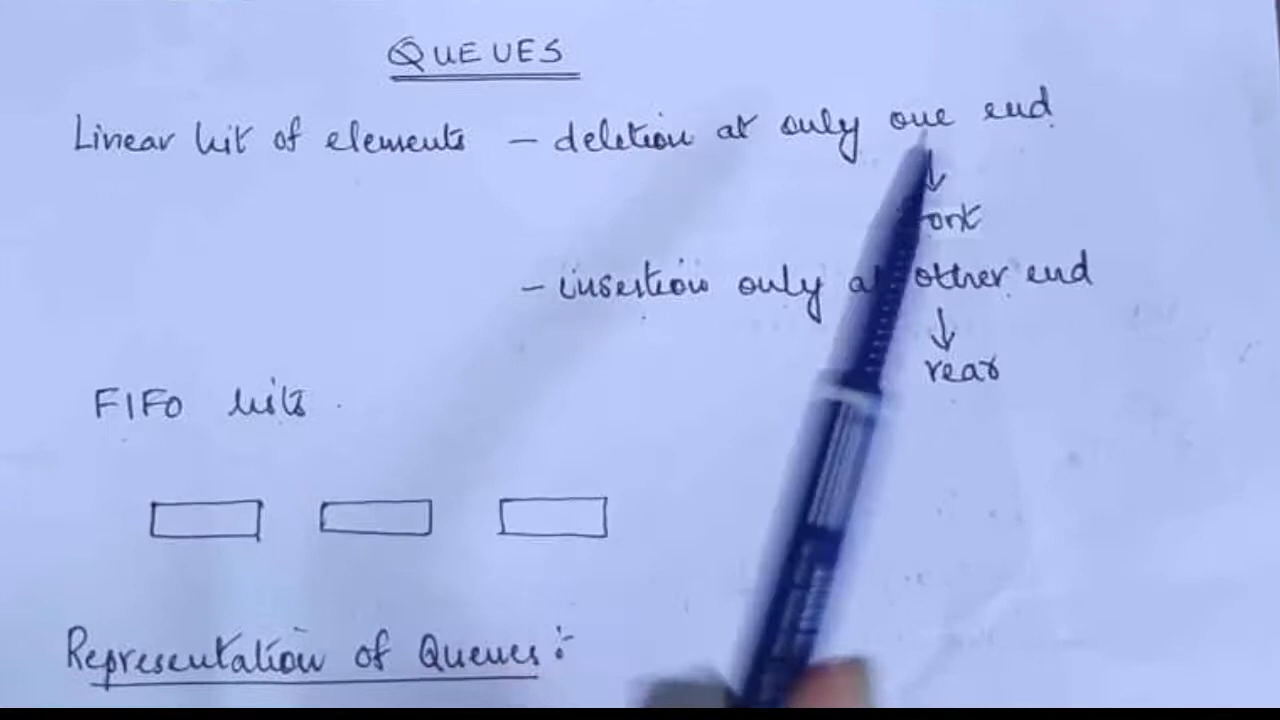 QUEUES
Linear list of elements - deletion at only one end
↓
- insertion only at other end
↓
rear
FIFO lists.
Representation of Queues :-